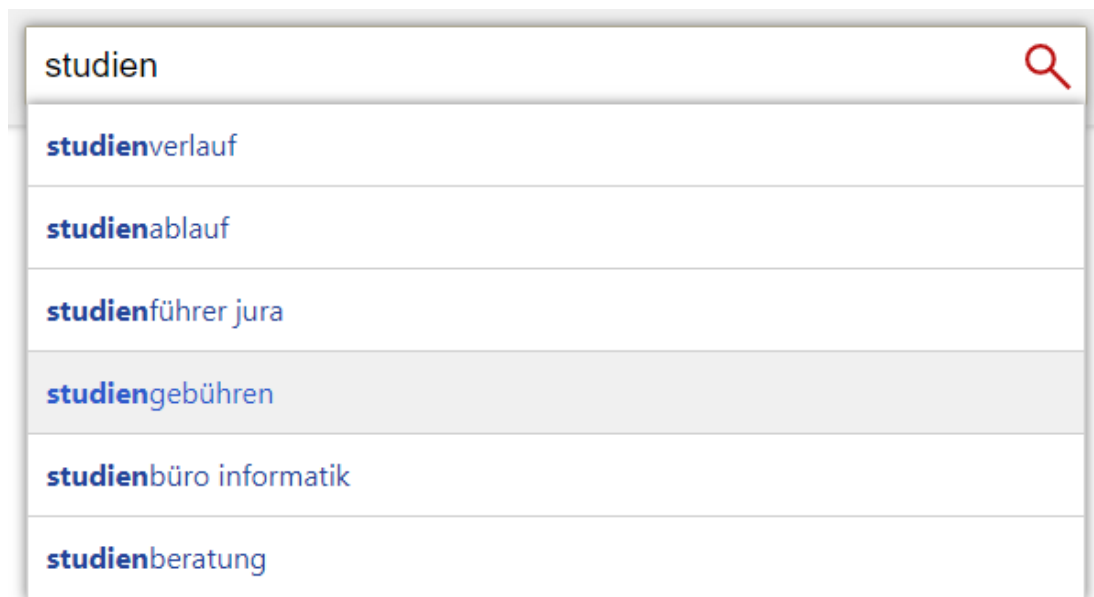 studien
studienverlauf
studienablauf
studienführer jura
studiengebühren
studienbüro informatik
studienberatung